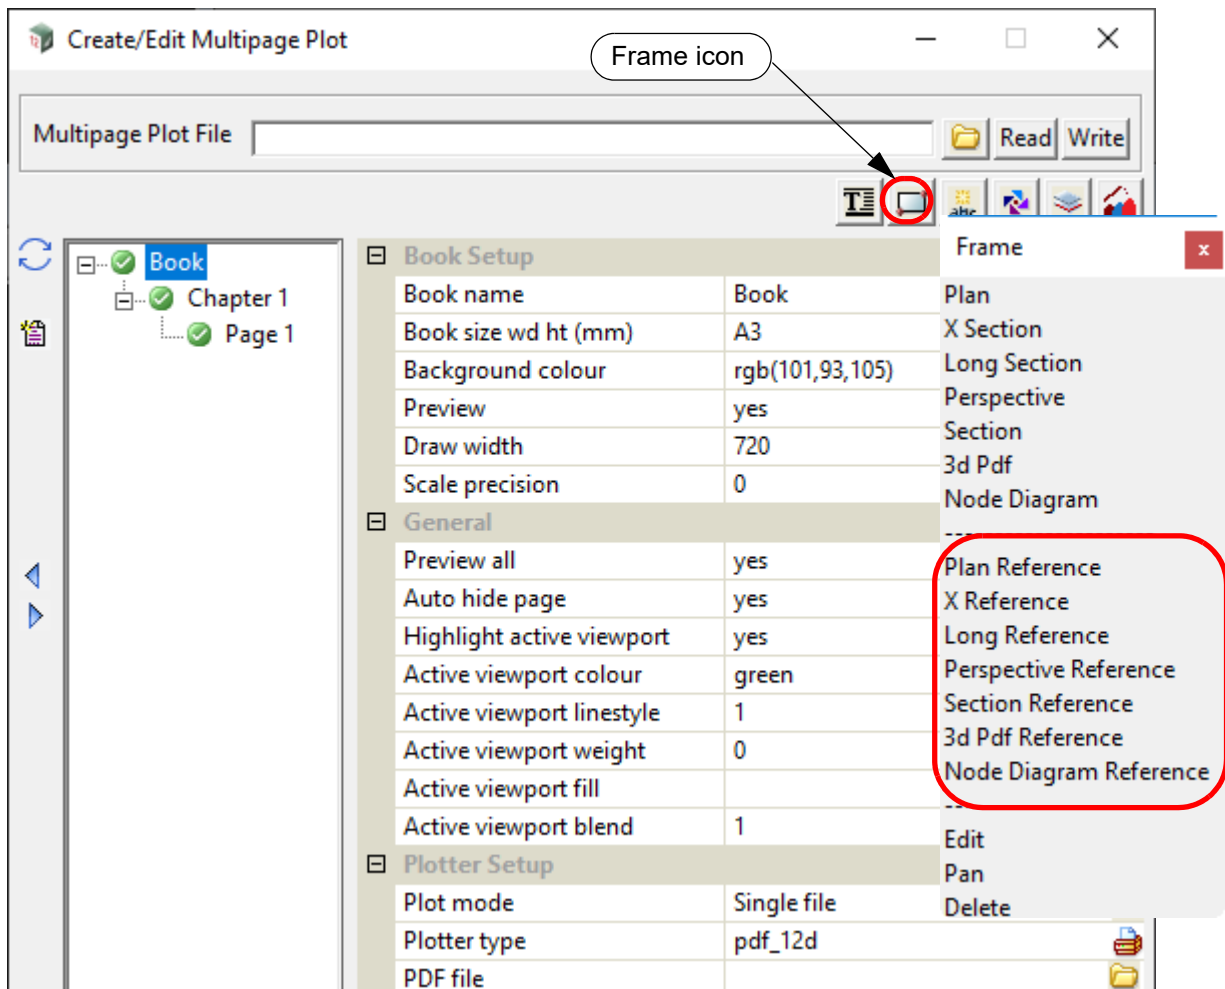 Create/Edit Multipage Plot
Frame icon
Multipage Plot File
Read
Write
T
abc
Book
Chapter 1
Page 1
Book Setup
Book name Book
Book size wd ht (mm) A3
Background colour rgb(101,93,105)
Preview yes
Draw width 720
Scale precision 0
General
Preview all yes
Auto hide page yes
Highlight active viewport yes
Active viewport colour green
Active viewport linestyle 1
Active viewport weight 0
Active viewport fill
Active viewport blend 1
Plotter Setup
Plot mode Single file
Plotter type pdf_12d
PDF file
Frame
x
Plan
X Section
Long Section
Perspective
Section
3d Pdf
Node Diagram
Plan Reference
X Reference
Long Reference
Perspective Reference
Section Reference
3d Pdf Reference
Node Diagram Reference
Edit
Pan
Delete